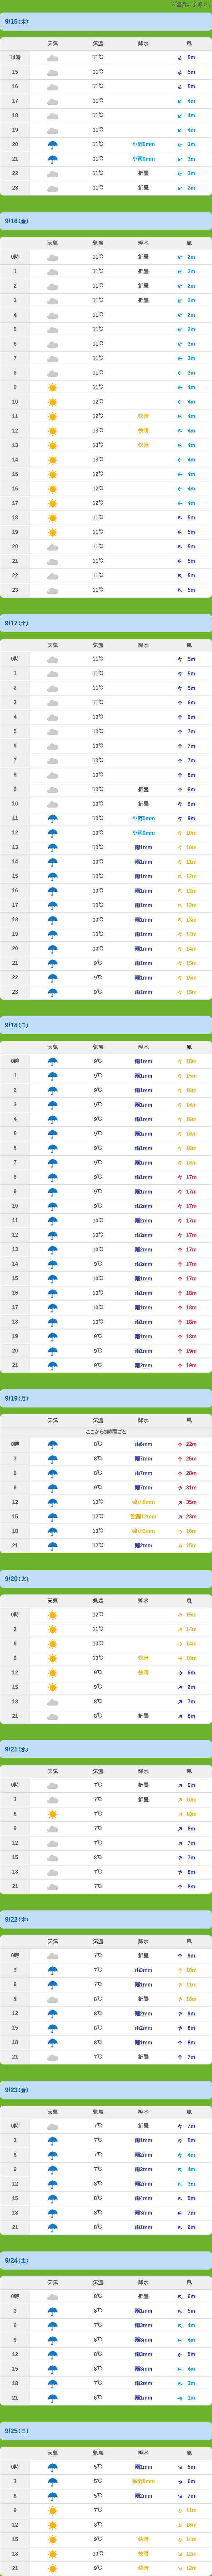 9/15(木)
天気 気温 降水 風
14時 11℃ 5m
15 11℃ 5m
16 11℃ 5m
17 11℃ 4m
18 11℃ 4m
19 11℃ 4m
20 11℃ 小雨0mm 3m
21 11℃ 小雨0mm 3m
22 11℃ 折曇 3m
23 11℃ 折曇 2m
9/16(金)
天気 気温 降水 風
0時 11℃ 折曇 2m
1 11℃ 折曇 2m
2 11℃ 折曇 2m
3 11℃ 折曇 2m
4 11℃ 2m
5 11℃ 2m
6 11℃ 3m
7 11℃ 3m
8 11℃ 3m
9 11℃ 4m
10 12℃ 4m
11 12℃ 快晴 4m
12 13℃ 快晴 4m
13 13℃ 快晴 4m
14 13℃ 4m
15 12℃ 4m
16 12℃ 4m
17 12℃ 4m
18 11℃ 5m
19 11℃ 5m
20 11℃ 5m
21 11℃ 5m
22 11℃ 5m
23 11℃ 5m
9/17(土)
天気 気温 降水 風
0時 11℃ 5m
1 11℃ 5m
2 11℃ 5m
3 11℃ 6m
4 10℃ 6m
5 10℃ 7m
6 10℃ 7m
7 10℃ 7m
8 10℃ 8m
9 10℃ 折曇 8m
10 10℃ 折曇 9m
11 10℃ 小雨0mm 9m
12 10℃ 小雨0mm 10m
13 10℃ 雨1mm 10m
14 10℃ 雨1mm 11m
15 10℃ 雨1mm 12m
16 10℃ 雨1mm 12m
17 10℃ 雨1mm 12m
18 10℃ 雨1mm 13m
19 10℃ 雨1mm 14m
20 10℃ 雨1mm 14m
21 9℃ 雨1mm 15m
22 9℃ 雨1mm 15m
23 9℃ 雨1mm 15m
9/18(日)
天気 気温 降水 風
0時 9℃ 雨1mm 15m
1 9℃ 雨1mm 15m
2 9℃ 雨1mm 16m
3 9℃ 雨1mm 16m
4 9℃ 雨1mm 16m
5 9℃ 雨1mm 16m
6 9℃ 雨1mm 16m
7 9℃ 雨1mm 16m
8 9℃ 雨1mm 17m
9 9℃ 雨1mm 17m
10 9℃ 雨2mm 17m
11 10℃ 雨2mm 17m
12 10℃ 雨2mm 17m
13 10℃ 雨2mm 17m
14 9℃ 雨2mm 17m
15 10℃ 雨1mm 17m
16 10℃ 雨1mm 18m
17 10℃ 雨1mm 18m
18 10℃ 雨1mm 18m
19 9℃ 雨1mm 18m
20 9℃ 雨1mm 19m
21 9℃ 雨2mm 19m
9/19(月)
天気 気温 降水 風
ここから3時間ごと
0時 8℃ 雨6mm 22m
3 8℃ 雨7mm 25m
6 8℃ 雨7mm 28m
9 9℃ 雨7mm 31m
12 10℃ 強雨8mm 35m
15 12℃ 強雨12mm 23m
18 13℃ 強雨9mm 16m
21 12℃ 雨2mm 15m
9/20(火)
天気 気温 降水 風
0時 12℃ 15m
3 11℃ 14m
6 10℃ 14m
9 10℃ 快晴 10m
12 9℃ 快晴 6m
15 9℃ 6m
18 8℃ 7m
21 8℃ 折曇 8m
9/21(水)
天気 気温 降水 風
0時 7℃ 折曇 9m
3 7℃ 折曇 10m
6 7℃ 10m
9 7℃ 8m
12 7℃ 7m
15 8℃ 7m
18 7℃ 8m
21 7℃ 8m
9/22(木)
天気 気温 降水 風
0時 7℃ 折曇 9m
3 7℃ 雨3mm 10m
6 7℃ 雨1mm 11m
9 8℃ 折曇 10m
12 8℃ 雨2mm 9m
15 8℃ 雨2mm 8m
18 8℃ 雨1mm 8m
21 7℃ 折曇 7m
9/23(金)
天気 気温 降水 風
0時 7℃ 折曇 7m
3 7℃ 雨1mm 5m
6 7℃ 雨2mm 4m
9 7℃ 雨2mm 4m
12 8℃ 雨2mm 3m
15 8℃ 雨4mm 5m
18 8℃ 雨3mm 7m
21 8℃ 雨1mm 6m
9/24(土)
天気 気温 降水 風
0時 8℃ 折曇 6m
3 8℃ 雨1mm 5m
6 7℃ 雨3mm 4m
9 8℃ 雨3mm 4m
12 8℃ 雨3mm 5m
15 8℃ 雨3mm 4m
18 7℃ 雨2mm 3m
21 6℃ 雨1mm 1m
9/25(日)
天気 気温 降水 風
0時 5℃ 雨1mm 5m
3 5℃ 強雨8mm 6m
6 5℃ 雨2mm 7m
9 7℃ 11m
12 8℃ 16m
15 9℃ 快晴 14m
18 10℃ 快晴 12m
21 9℃ 快晴 12m